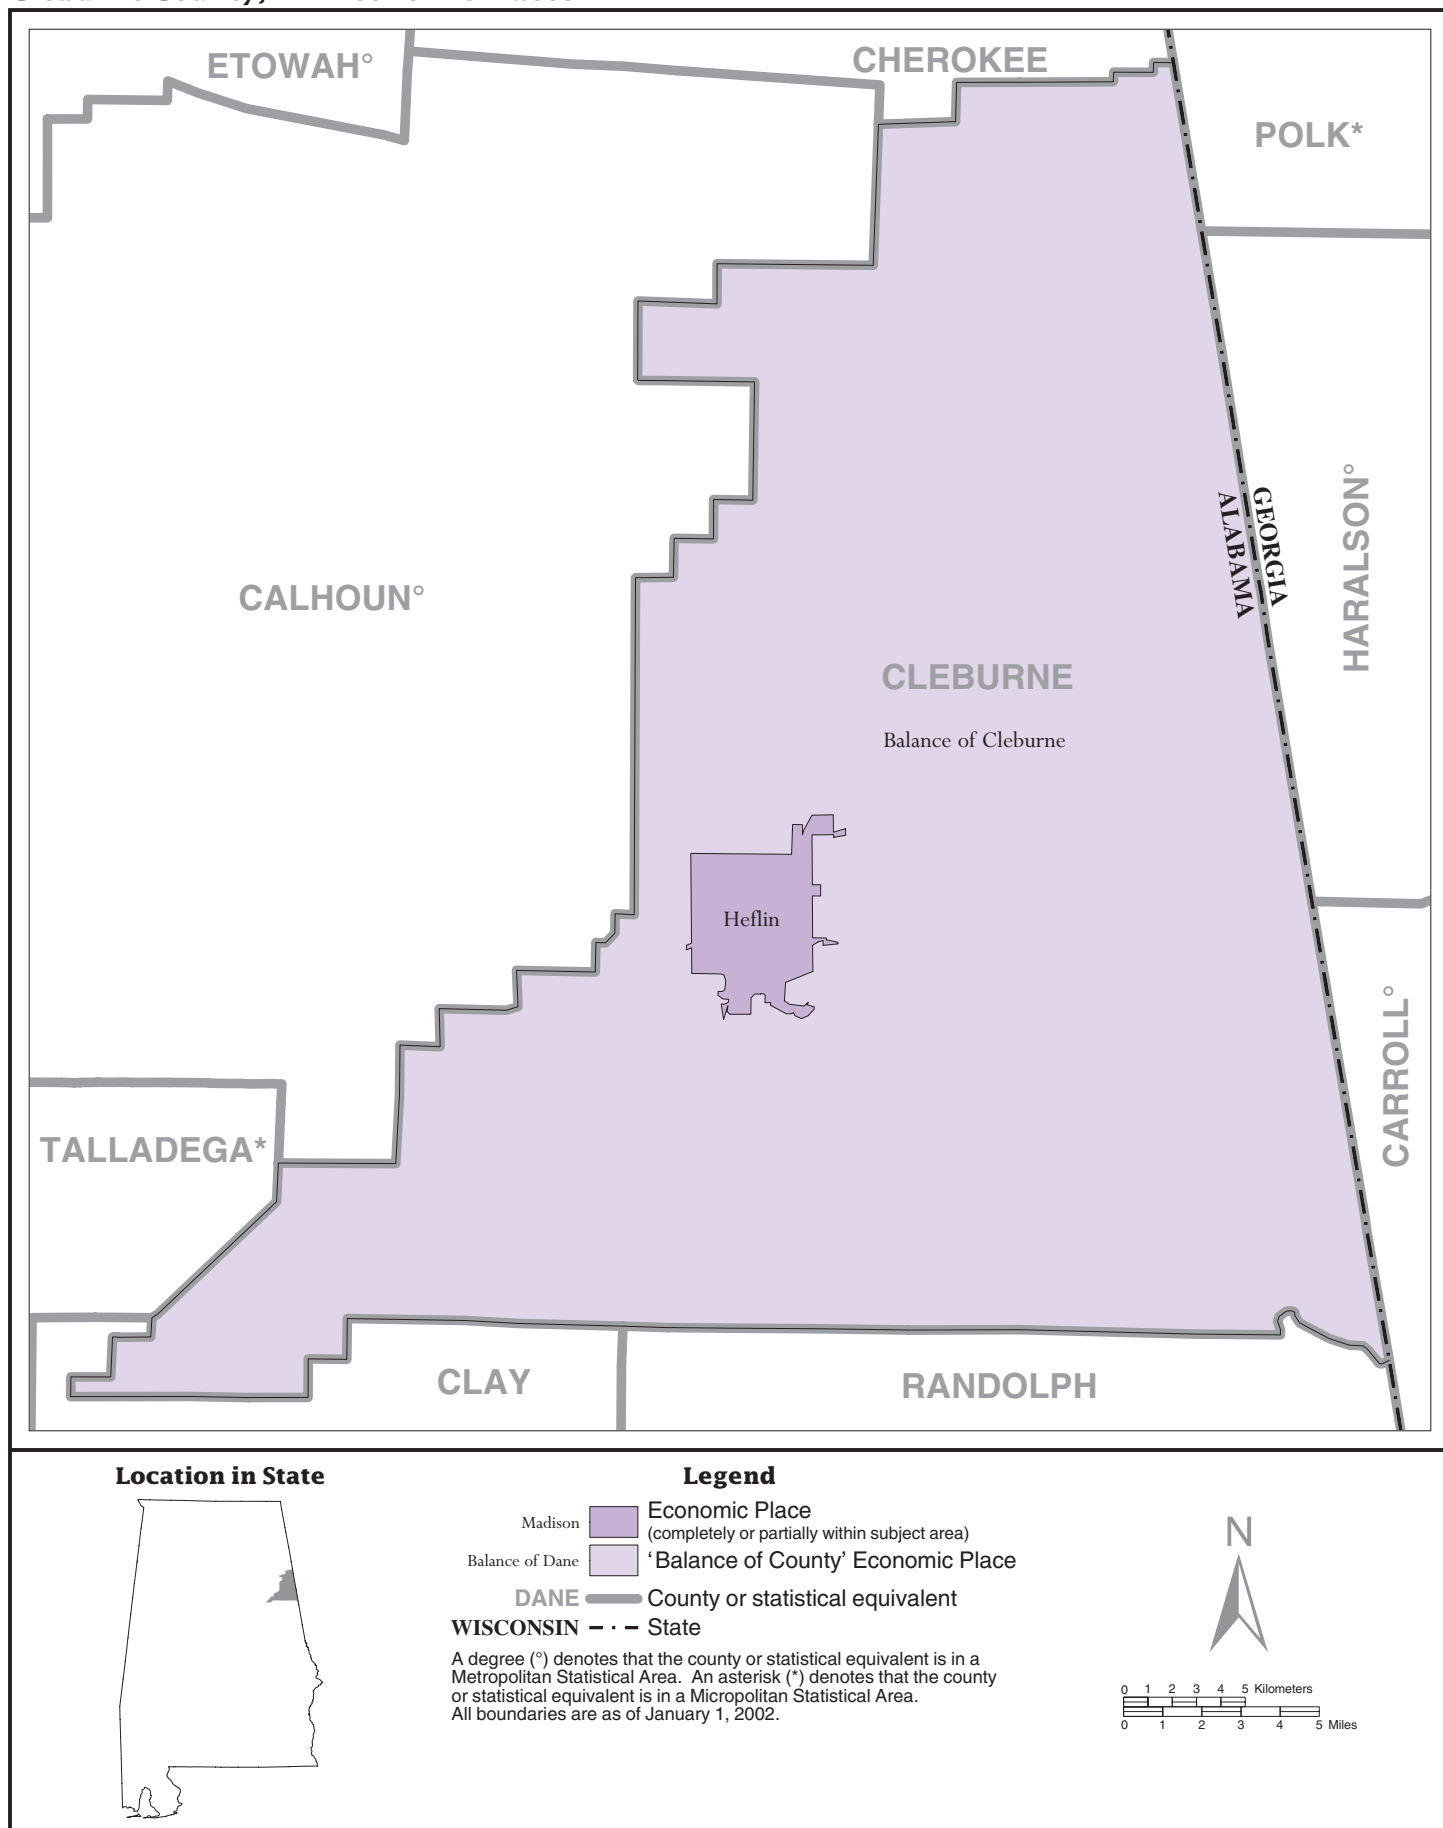 ETOWAH°
CHEROKEE
POLK*
GEORGIA
ALABAMA
HARALSON°
CALHOUN°
CLEBURNE
Balance of Cleburne
Heflin
CARROLL°
TALLADEGA*
CLAY
RANDOLPH
Location in State
Legend
Madison
Economic Place
(completely or partially within subject area)
Balance of Dane
‘Balance of County’ Economic Place
DANE
County or statistical equivalent
WISCONSIN
State
A degree (°) denotes that the county or statistical equivalent is in a
Metropolitan Statistical Area. An asterisk (*) denotes that the county
or statistical equivalent is in a Micropolitan Statistical Area.
All boundaries are as of January 1, 2002.
N
0 1 2 3 4 5 Kilometers
0 1 2 3 4 5 Miles